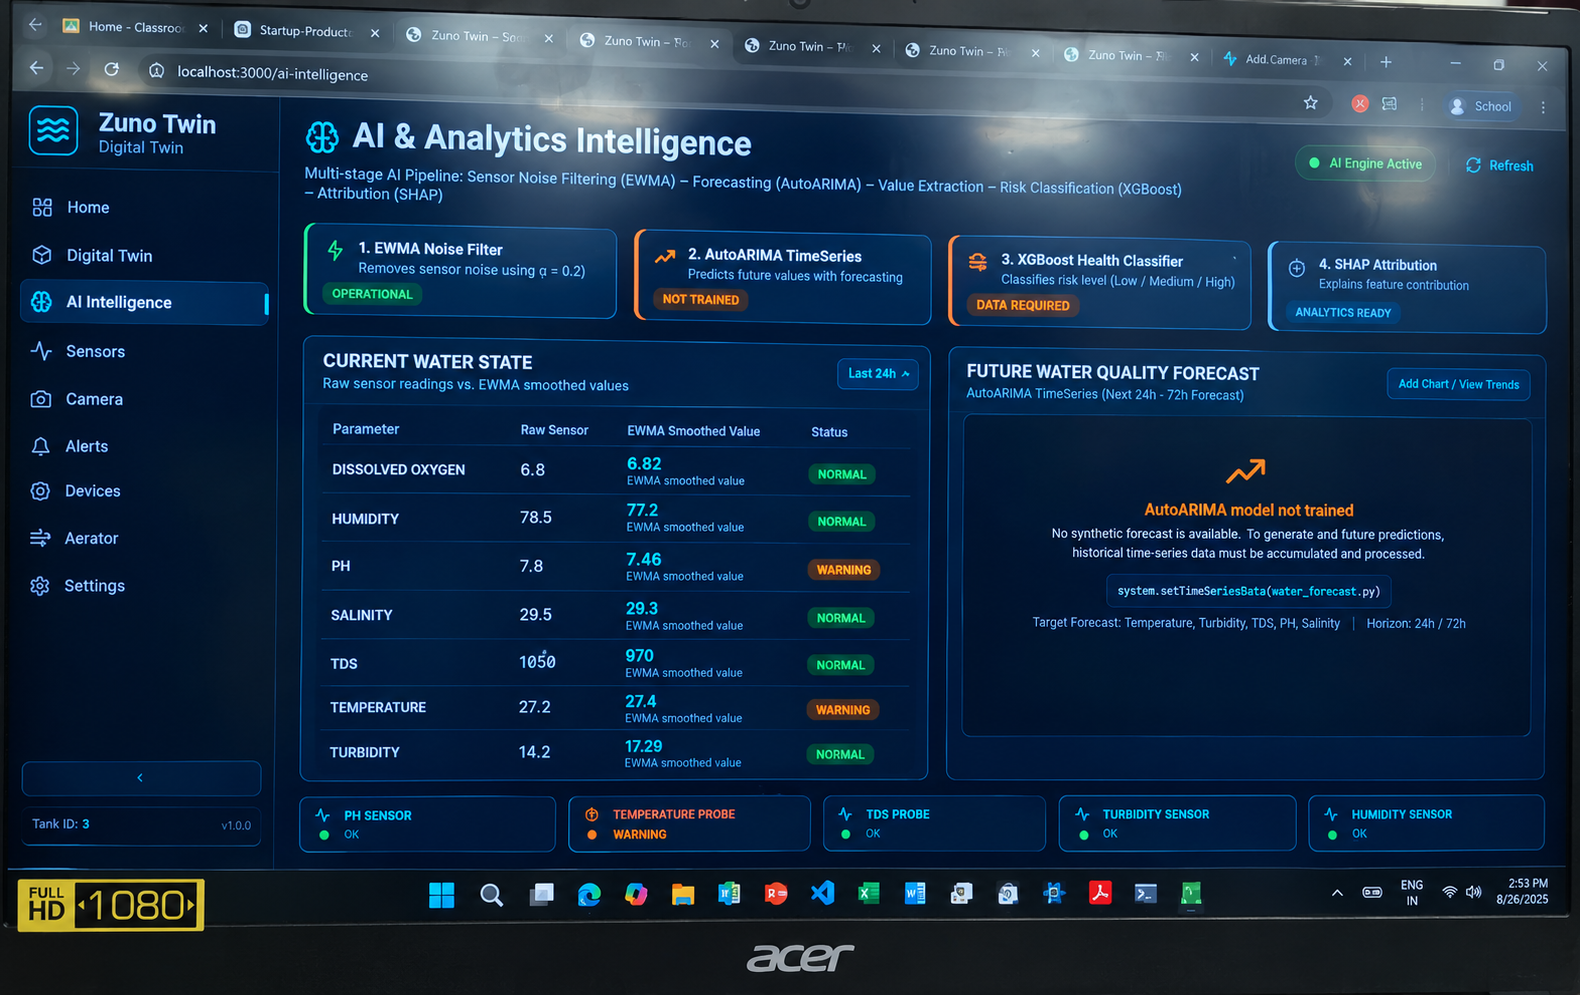 Home - Classroo
Startup-Product
Zuno Twin –
Zuno Twin –
Zuno Twin –
Zuno Twin –
Zuno Twin –
Add.Camera
localhost:3000/ai-intelligence
School
Zuno Twin
Digital Twin
Home
Digital Twin
AI Intelligence
Sensors
Camera
Alerts
Devices
Aerator
Settings
Tank ID: 3
v1.0.0
AI & Analytics Intelligence
Multi-stage AI Pipeline: Sensor Noise Filtering (EWMA) – Forecasting (AutoARIMA) – Value Extraction – Risk Classification (XGBoost)
– Attribution (SHAP)
AI Engine Active
Refresh
1. EWMA Noise Filter
Removes sensor noise using α = 0.2)
OPERATIONAL
2. AutoARIMA TimeSeries
Predicts future values with forecasting
NOT TRAINED
3. XGBoost Health Classifier
Classifies risk level (Low / Medium / High)
DATA REQUIRED
4. SHAP Attribution
Explains feature contribution
ANALYTICS READY
CURRENT WATER STATE
Raw sensor readings vs. EWMA smoothed values
Last 24h
Parameter Raw Sensor EWMA Smoothed Value Status
DISSOLVED OXYGEN 6.8 6.82 NORMAL
EWMA smoothed value
HUMIDITY 78.5 77.2 NORMAL
EWMA smoothed value
PH 7.8 7.46 WARNING
EWMA smoothed value
SALINITY 29.5 29.3 NORMAL
EWMA smoothed value
TDS 1050 970 NORMAL
EWMA smoothed value
TEMPERATURE 27.2 27.4 WARNING
EWMA smoothed value
TURBIDITY 14.2 17.29 NORMAL
EWMA smoothed value
FUTURE WATER QUALITY FORECAST
AutoARIMA TimeSeries (Next 24h - 72h Forecast)
Add Chart / View Trends
AutoARIMA model not trained
No synthetic forecast is available. To generate and future predictions,
historical time-series data must be accumulated and processed.
system.setTimeSeriesBata(water_forecast.py)
Target Forecast: Temperature, Turbidity, TDS, PH, Salinity | Horizon: 24h / 72h
PH SENSOR
OK
TEMPERATURE PROBE
WARNING
TDS PROBE
OK
TURBIDITY SENSOR
OK
HUMIDITY SENSOR
OK
ENG
IN
2:53 PM
8/26/2025
FULL
HD
1080
acer